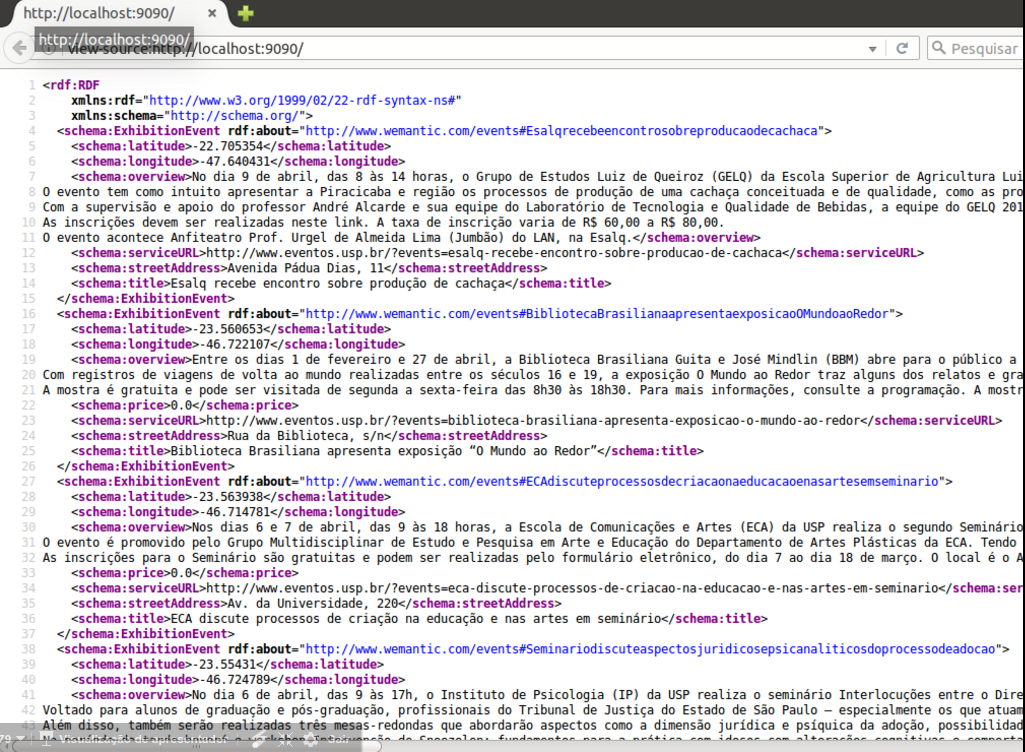 http://localhost:9090/
http://localhost:9090/
view-source:http://localhost:9090/
Pesquisar
1 <rdf:RDF
2 xmlns:rdf="http://www.w3.org/1999/02/22-rdf-syntax-ns#"
3 xmlns:schema="http://schema.org/">
4 <schema:ExhibitionEvent rdf:about="http://www.wemantic.com/events#Esalqrecebeencontrosobreproducaodecachaca">
5 <schema:latitude>-22.705354</schema:latitude>
6 <schema:longitude>-47.640431</schema:longitude>
7 <schema:overview>No dia 9 de abril, das 8 às 14 horas, o Grupo de Estudos Luiz de Queiroz (GELQ) da Escola Superior de Agricultura Lui
8 O evento tem como intuito apresentar a Piracicaba e região os processos de produção de uma cachaça conceituada e de qualidade, como as pro
9 Com a supervisão e apoio do professor André Alcarde e sua equipe do Laboratório de Tecnologia e Qualidade de Bebidas, a equipe do GELQ 201
10 As inscrições devem ser realizadas neste link. A taxa de inscrição varia de R$ 60,00 a R$ 80,00.
11 O evento acontece Anfiteatro Prof. Urgel de Almeida Lima (Jumbão) do LAN, na Esalq.</schema:overview>
12 <schema:serviceURL>http://www.eventos.usp.br/?events=esalq-recebe-encontro-sobre-producao-de-cachaca</schema:serviceURL>
13 <schema:streetAddress>Avenida Pádua Dias, 11</schema:streetAddress>
14 <schema:title>Esalq recebe encontro sobre produção de cachaça</schema:title>
15 </schema:ExhibitionEvent>
16 <schema:ExhibitionEvent rdf:about="http://www.wemantic.com/events#BibliotecaBrasilianaapresentaexposicaoOMundoaoRedor">
17 <schema:latitude>-23.560653</schema:latitude>
18 <schema:longitude>-46.722107</schema:longitude>
19 <schema:overview>Entre os dias 1 de fevereiro e 27 de abril, a Biblioteca Brasiliana Guita e José Mindlin (BBM) abre para o público a
20 Com registros de viagens de volta ao mundo realizadas entre os séculos 16 e 19, a exposição O Mundo ao Redor traz alguns dos relatos e gra
21 A mostra é gratuita e pode ser visitada de segunda a sexta-feira das 8h30 às 18h30. Para mais informações, consulte a programação. A mostr
22 <schema:price>0.0</schema:price>
23 <schema:serviceURL>http://www.eventos.usp.br/?events=biblioteca-brasiliana-apresenta-exposicao-o-mundo-ao-redor</schema:serviceURL>
24 <schema:streetAddress>Rua da Biblioteca, s/n</schema:streetAddress>
25 <schema:title>Biblioteca Brasiliana apresenta exposição “O Mundo ao Redor”</schema:title>
26 </schema:ExhibitionEvent>
27 <schema:ExhibitionEvent rdf:about="http://www.wemantic.com/events#ECAdiscuteprocessosdecriacaonaeducacaoenasartesemseminario">
28 <schema:latitude>-23.563938</schema:latitude>
29 <schema:longitude>-46.714781</schema:longitude>
30 <schema:overview>Nos dias 6 e 7 de abril, das 9 às 18 horas, a Escola de Comunicações e Artes (ECA) da USP realiza o segundo Seminário
31 O evento é promovido pelo Grupo Multidisciplinar de Estudo e Pesquisa em Arte e Educação do Departamento de Artes Plásticas da ECA. Tendo
32 As inscrições para o Seminário são gratuitas e podem ser realizadas pelo formulário eletrônico, do dia 7 ao dia 18 de março. O local é o A
33 <schema:price>0.0</schema:price>
34 <schema:serviceURL>http://www.eventos.usp.br/?events=eca-discute-processos-de-criacao-na-educacao-e-nas-artes-em-seminario</schema:ser
35 <schema:streetAddress>Av. da Universidade, 220</schema:streetAddress>
36 <schema:title>ECA discute processos de criação na educação e nas artes em seminário</schema:title>
37 </schema:ExhibitionEvent>
38 <schema:ExhibitionEvent rdf:about="http://www.wemantic.com/events#Seminariodiscuteaspectosjuridicosepsicanaliticosdoprocessodeadocao">
39 <schema:latitude>-23.55431</schema:latitude>
40 <schema:longitude>-46.724789</schema:longitude>
41 <schema:overview>No dia 6 de abril, das 9 às 17h, o Instituto de Psicologia (IP) da USP realiza o seminário Interlocuções entre o Dire
42 Voltado para alunos de graduação e pós-graduação, profissionais do Tribunal de Justiça do Estado de São Paulo – especialmente os que atuam
43 Além disso, também serão realizadas três mesas-redondas que abordarão aspectos como a dimensão jurídica e psíquica da adoção, possibilidad